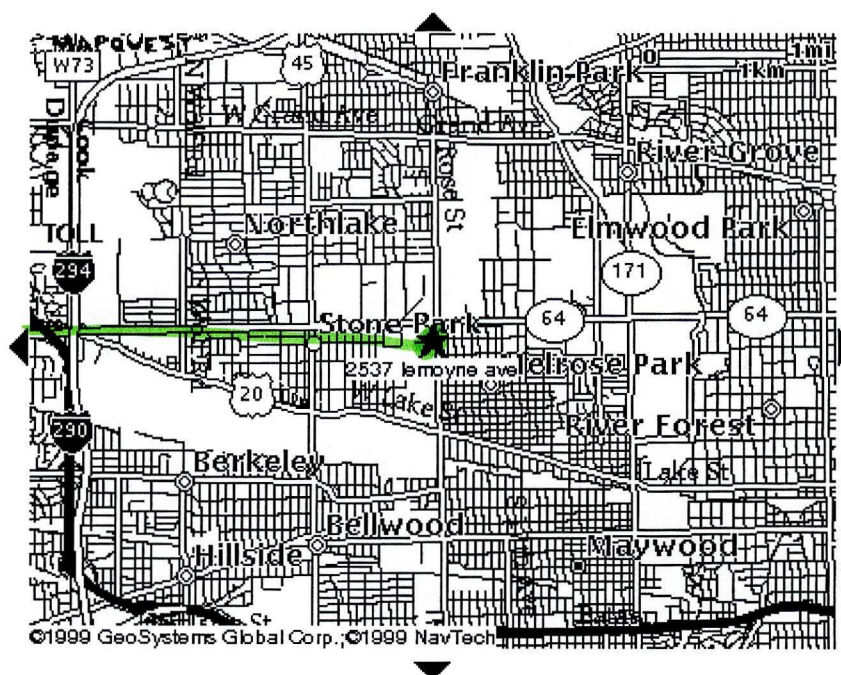 MAPQUEST
0 1mi
1km
W73
45
Franklin Park
W Grand Ave
Grand Av
Dupage
Cook
Rose St
River Grove
Northlake
Elmwood Park
TOLL
294
171
Stone Park
64
64
2537 lemoyne ave
Melrose Park
20
W Lake St
290
River Forest
Berkeley
Lake St
Bellwood
Hillside
Maywood
©1999 GeoSystems Global Corp.;©1999 NavTech